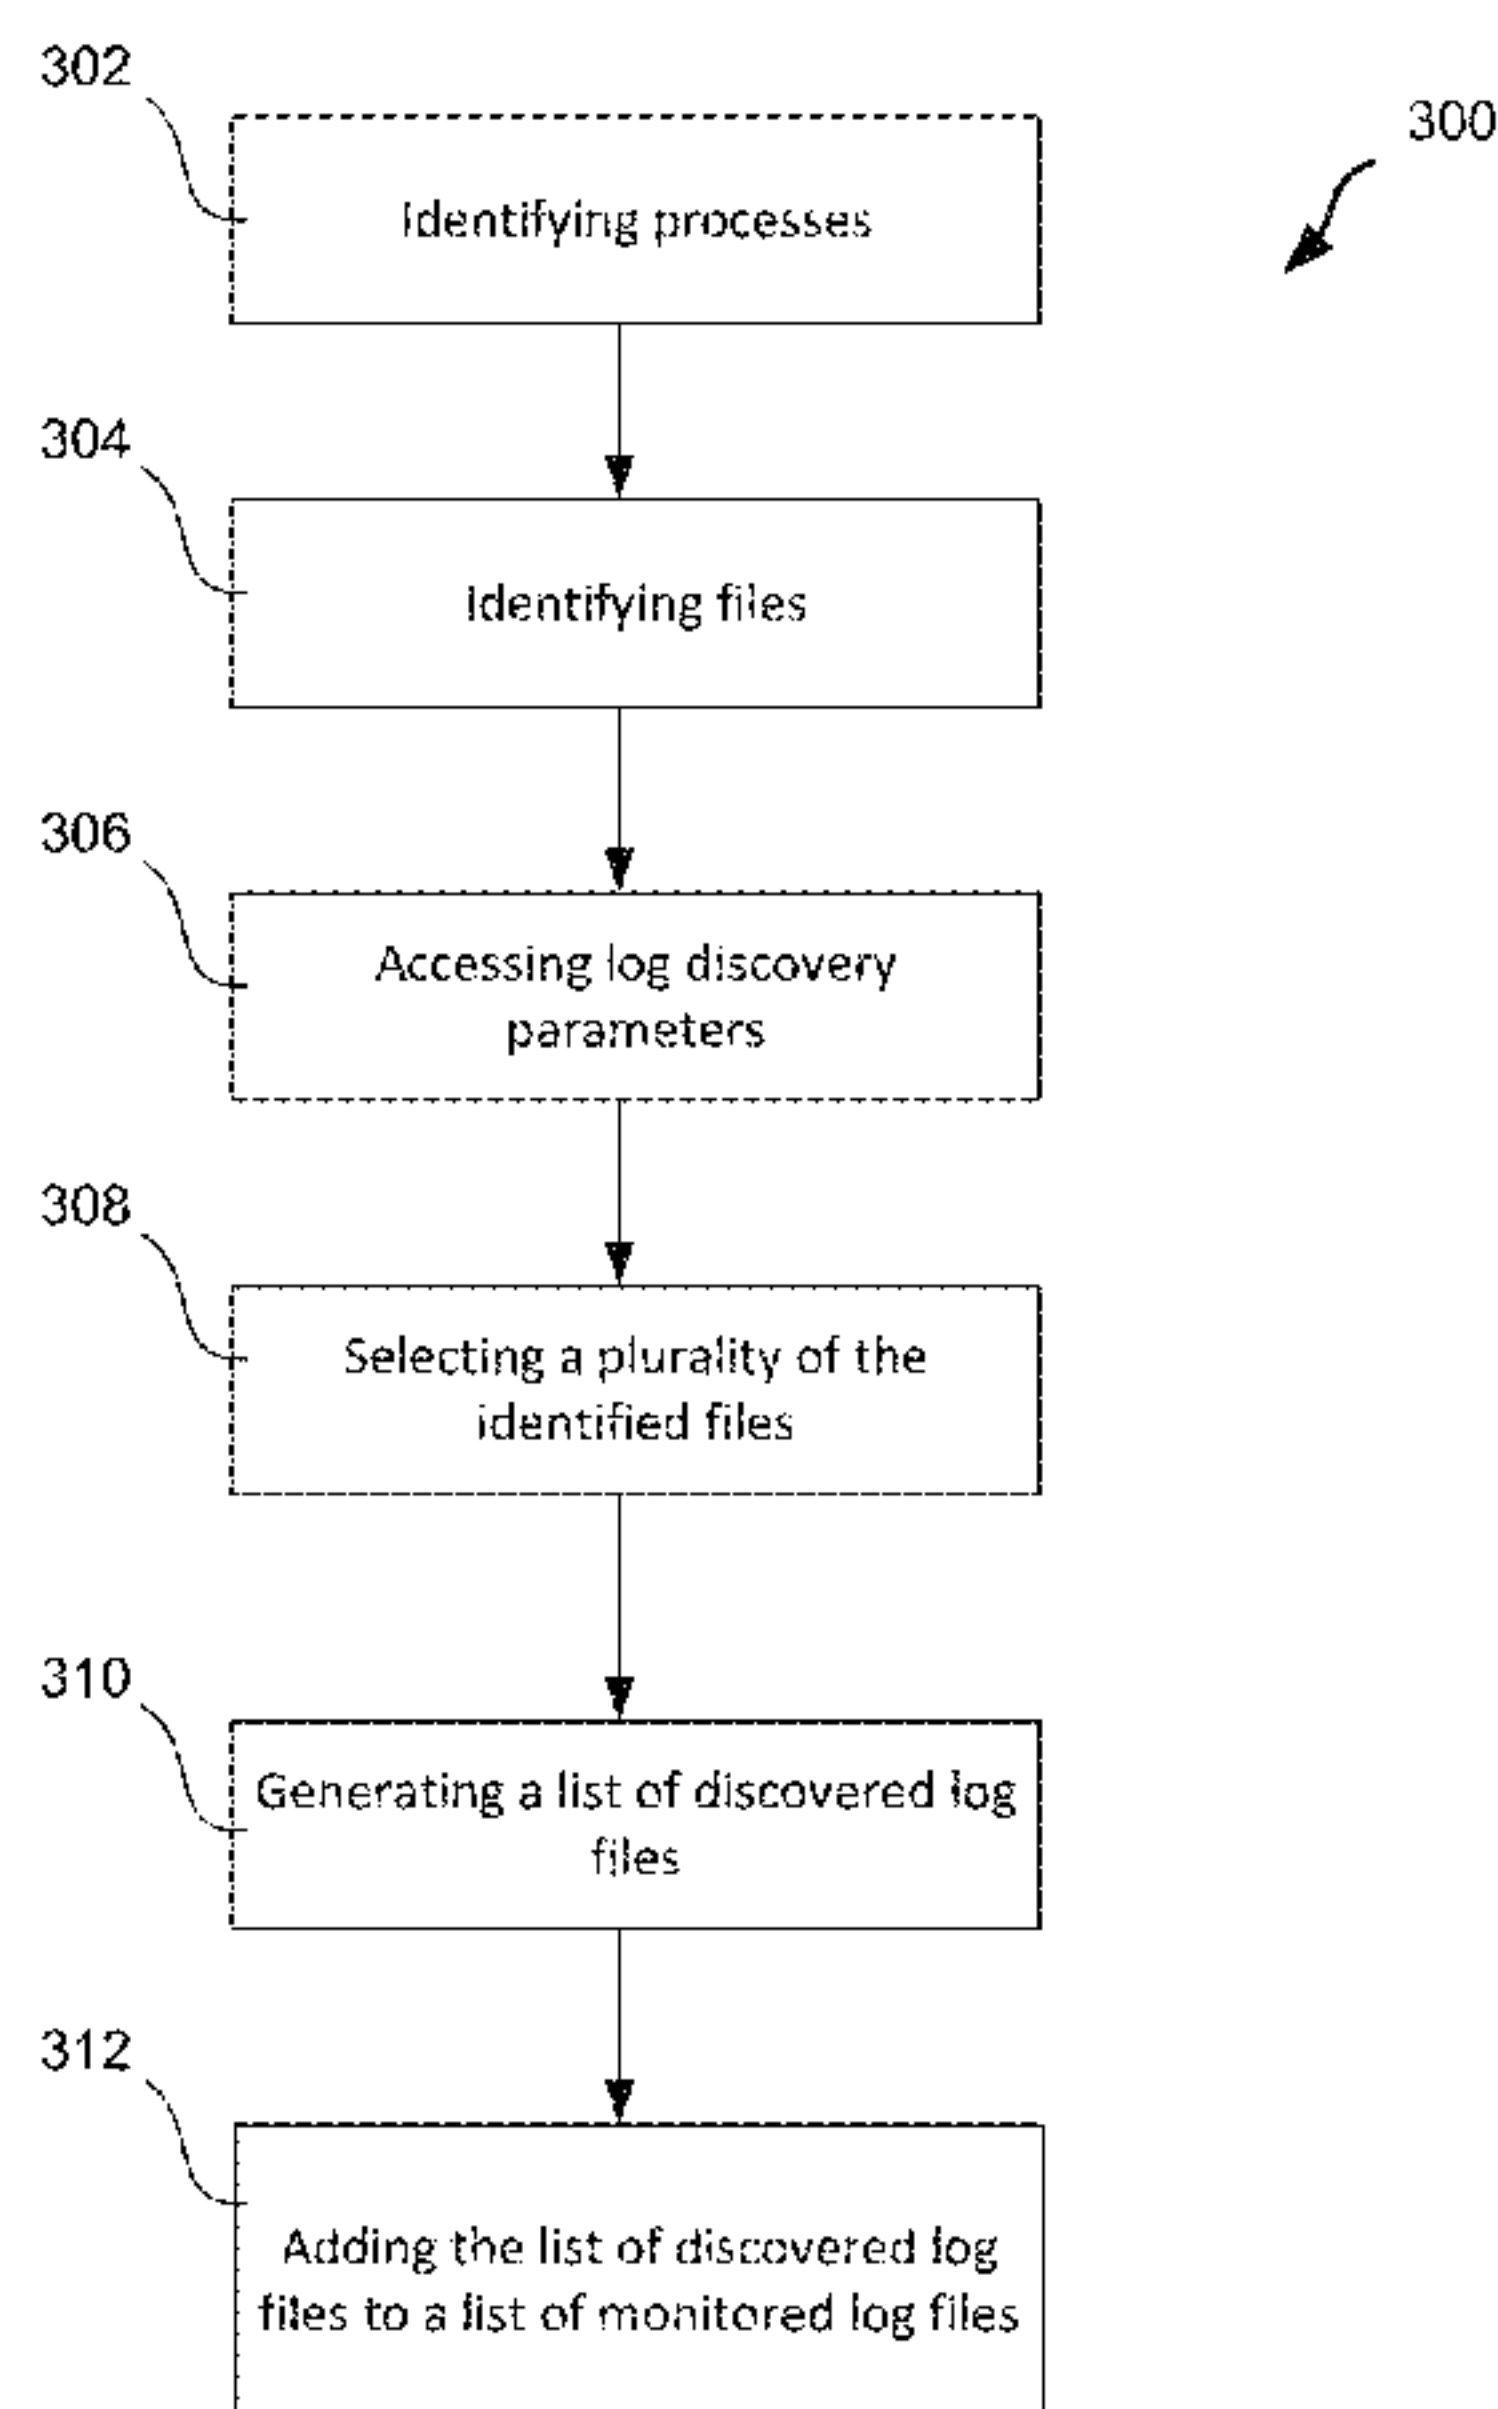 302
300
Identifying processes
304
Identifying files
306
Accessing log discovery
parameters
308
Selecting a plurality of the
identified files
310
Generating a list of discovered log
files
312
Adding the list of discovered log
files to a list of monitored log files